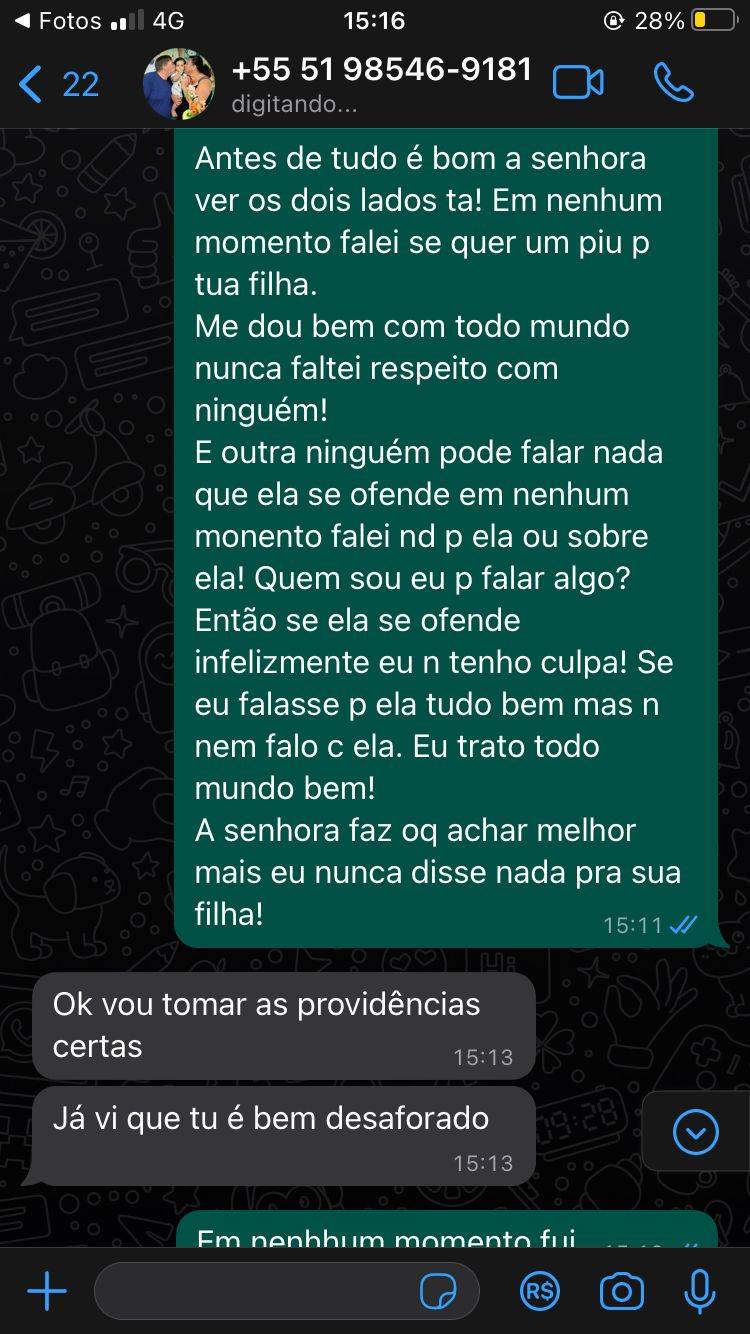 Fotos 4G
15:16
28%
22
+55 51 98546-9181
digitando...
Antes de tudo é bom a senhora
ver os dois lados ta! Em nenhum
momento falei se quer um piu p
tua filha.
Me dou bem com todo mundo
nunca faltei respeito com
ninguém!
E outra ninguém pode falar nada
que ela se ofende em nenhum
monento falei nd p ela ou sobre
ela! Quem sou eu p falar algo?
Então se ela se ofende
infelizmente eu n tenho culpa! Se
eu falasse p ela tudo bem mas n
nem falo c ela. Eu trato todo
mundo bem!
A senhora faz oq achar melhor
mais eu nunca disse nada pra sua
filha!
15:11
Ok vou tomar as providências
certas
15:13
Já vi que tu é bem desaforado
15:13
Em nenhhum momento fui
R$